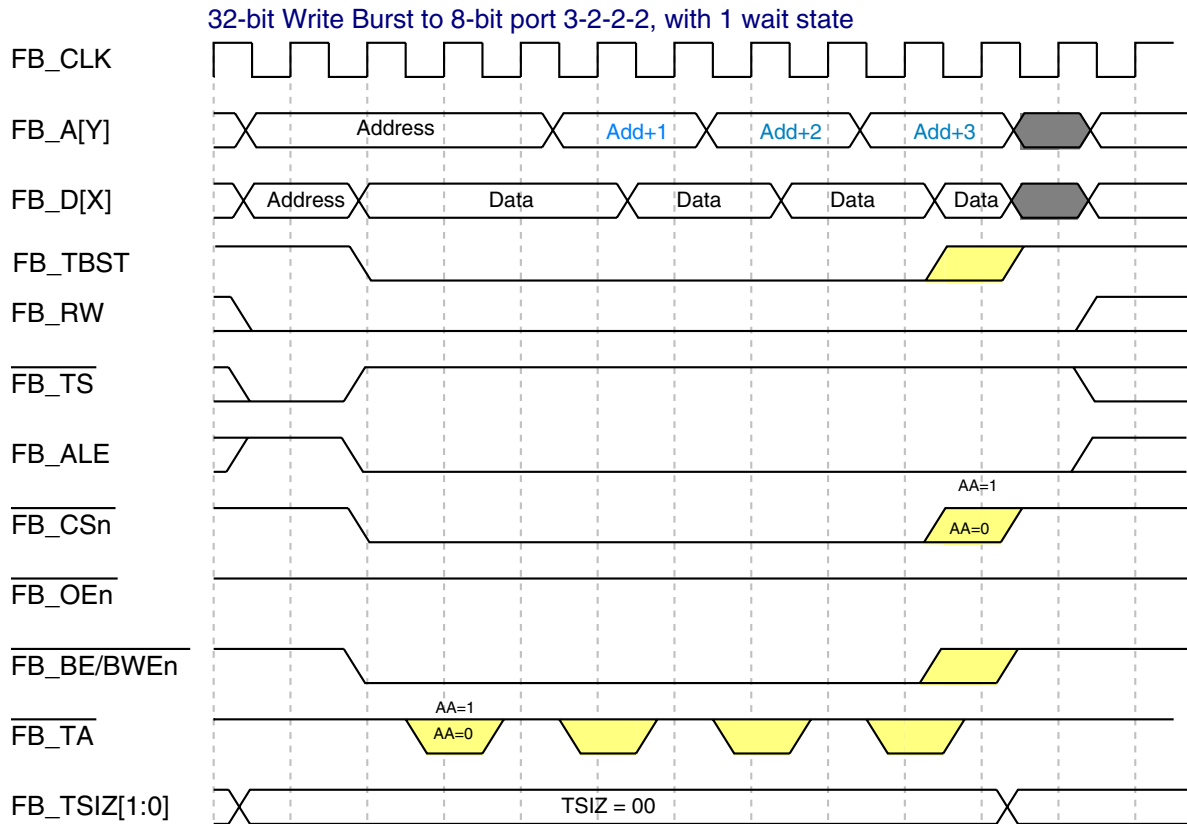 32-bit Write Burst to 8-bit port 3-2-2-2, with 1 wait state
FB_CLK
FB_A[Y] Address Add+1 Add+2 Add+3
FB_D[X] Address Data Data Data Data
FB_TBST
FB_RW
FB_TS
FB_ALE
AA=1
FB_CSn AA=0
FB_OEn
FB_BE/BWEn
AA=1
FB_TA AA=0
FB_TSIZ[1:0] TSIZ = 00